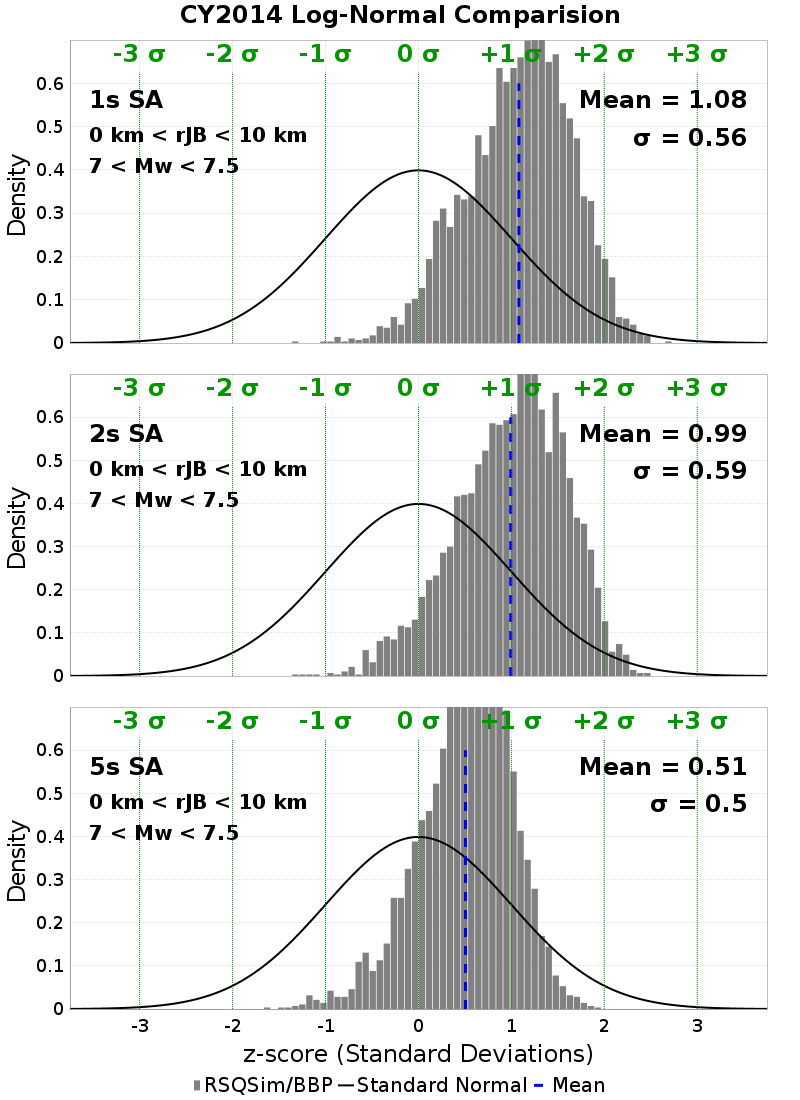 CY2014 Log-Normal Comparision
-3 σ -2 σ -1 σ 0 σ +1 σ +2 σ +3 σ
1s SA
Mean = 1.08
0 km < rJB < 10 km
σ = 0.56
7 < Mw < 7.5
Density
0.6
0.5
0.4
0.3
0.2
0.1
0
-3 σ -2 σ -1 σ 0 σ +1 σ +2 σ +3 σ
2s SA
Mean = 0.99
0 km < rJB < 10 km
σ = 0.59
7 < Mw < 7.5
Density
0.6
0.5
0.4
0.3
0.2
0.1
0
-3 σ -2 σ -1 σ 0 σ +1 σ +2 σ +3 σ
5s SA
Mean = 0.51
0 km < rJB < 10 km
σ = 0.5
7 < Mw < 7.5
Density
0.6
0.5
0.4
0.3
0.2
0.1
0
-3 -2 -1 0 1 2 3
z-score (Standard Deviations)
RSQSim/BBP Standard Normal Mean